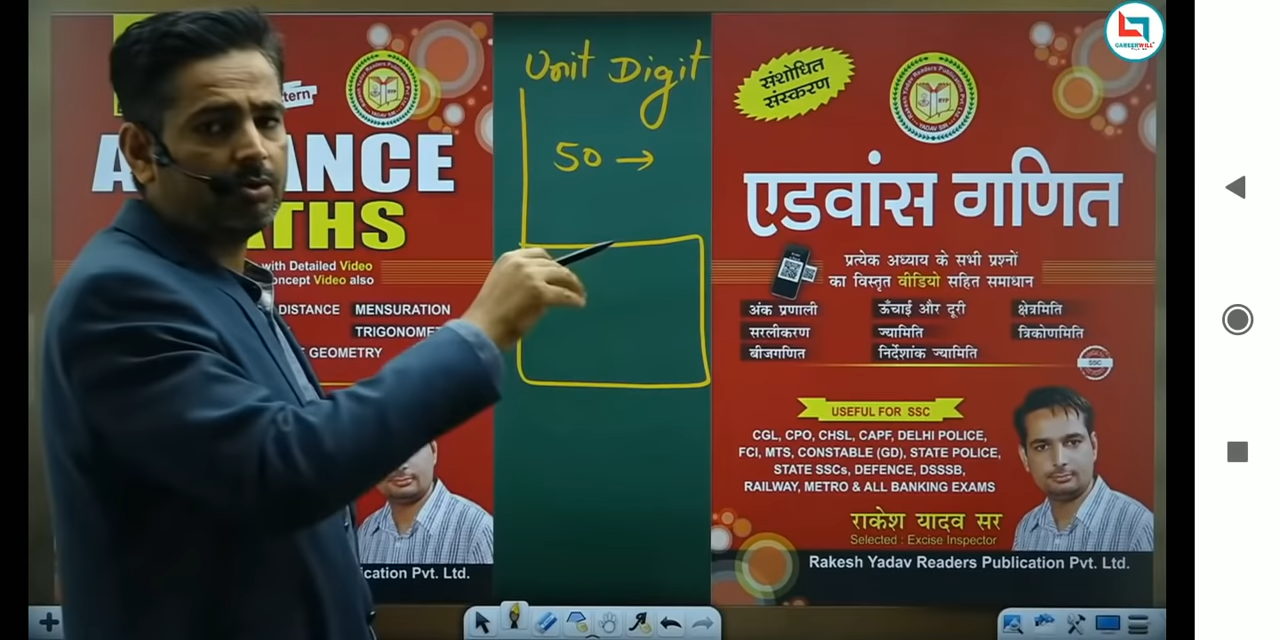 CAREERWILL
Unit Digit
50 →
tern
ANCE
THS
with Detailed Video
oncept Video also
DISTANCE MENSURATION
TRIGONOMET
GEOMETRY
ication Pvt. Ltd.
संशोधित
संस्करण
एडवांस गणित
प्रत्येक अध्याय के सभी प्रश्नों
का विस्तृत वीडियो सहित समाधान
अंक प्रणाली ऊँचाई और दूरी क्षेत्रमिति
सरलीकरण ज्यामिति त्रिकोणमिति
बीजगणित निर्देशांक ज्यामिति
SSC
USEFUL FOR SSC
CGL, CPO, CHSL, CAPF, DELHI POLICE,
FCI, MTS, CONSTABLE (GD), STATE POLICE,
STATE SSCs, DEFENCE, DSSSB,
RAILWAY, METRO & ALL BANKING EXAMS
राकेश यादव सर
Selected : Excise Inspector
Rakesh Yadav Readers Publication Pvt. Ltd.